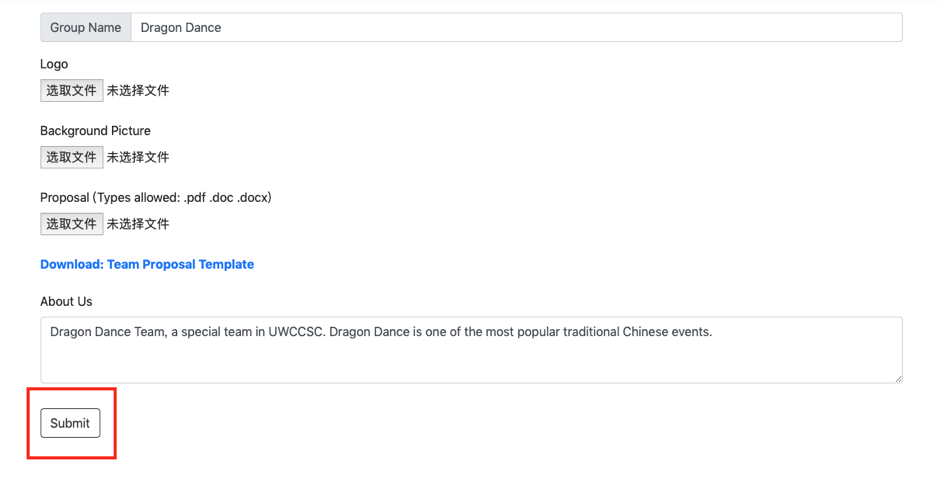 Group Name Dragon Dance
Logo
选取文件 未选择文件
Background Picture
选取文件 未选择文件
Proposal (Types allowed: .pdf .doc .docx)
选取文件 未选择文件
Download: Team Proposal Template
About Us
Dragon Dance Team, a special team in UWCCSC. Dragon Dance is one of the most popular traditional Chinese events.
Submit